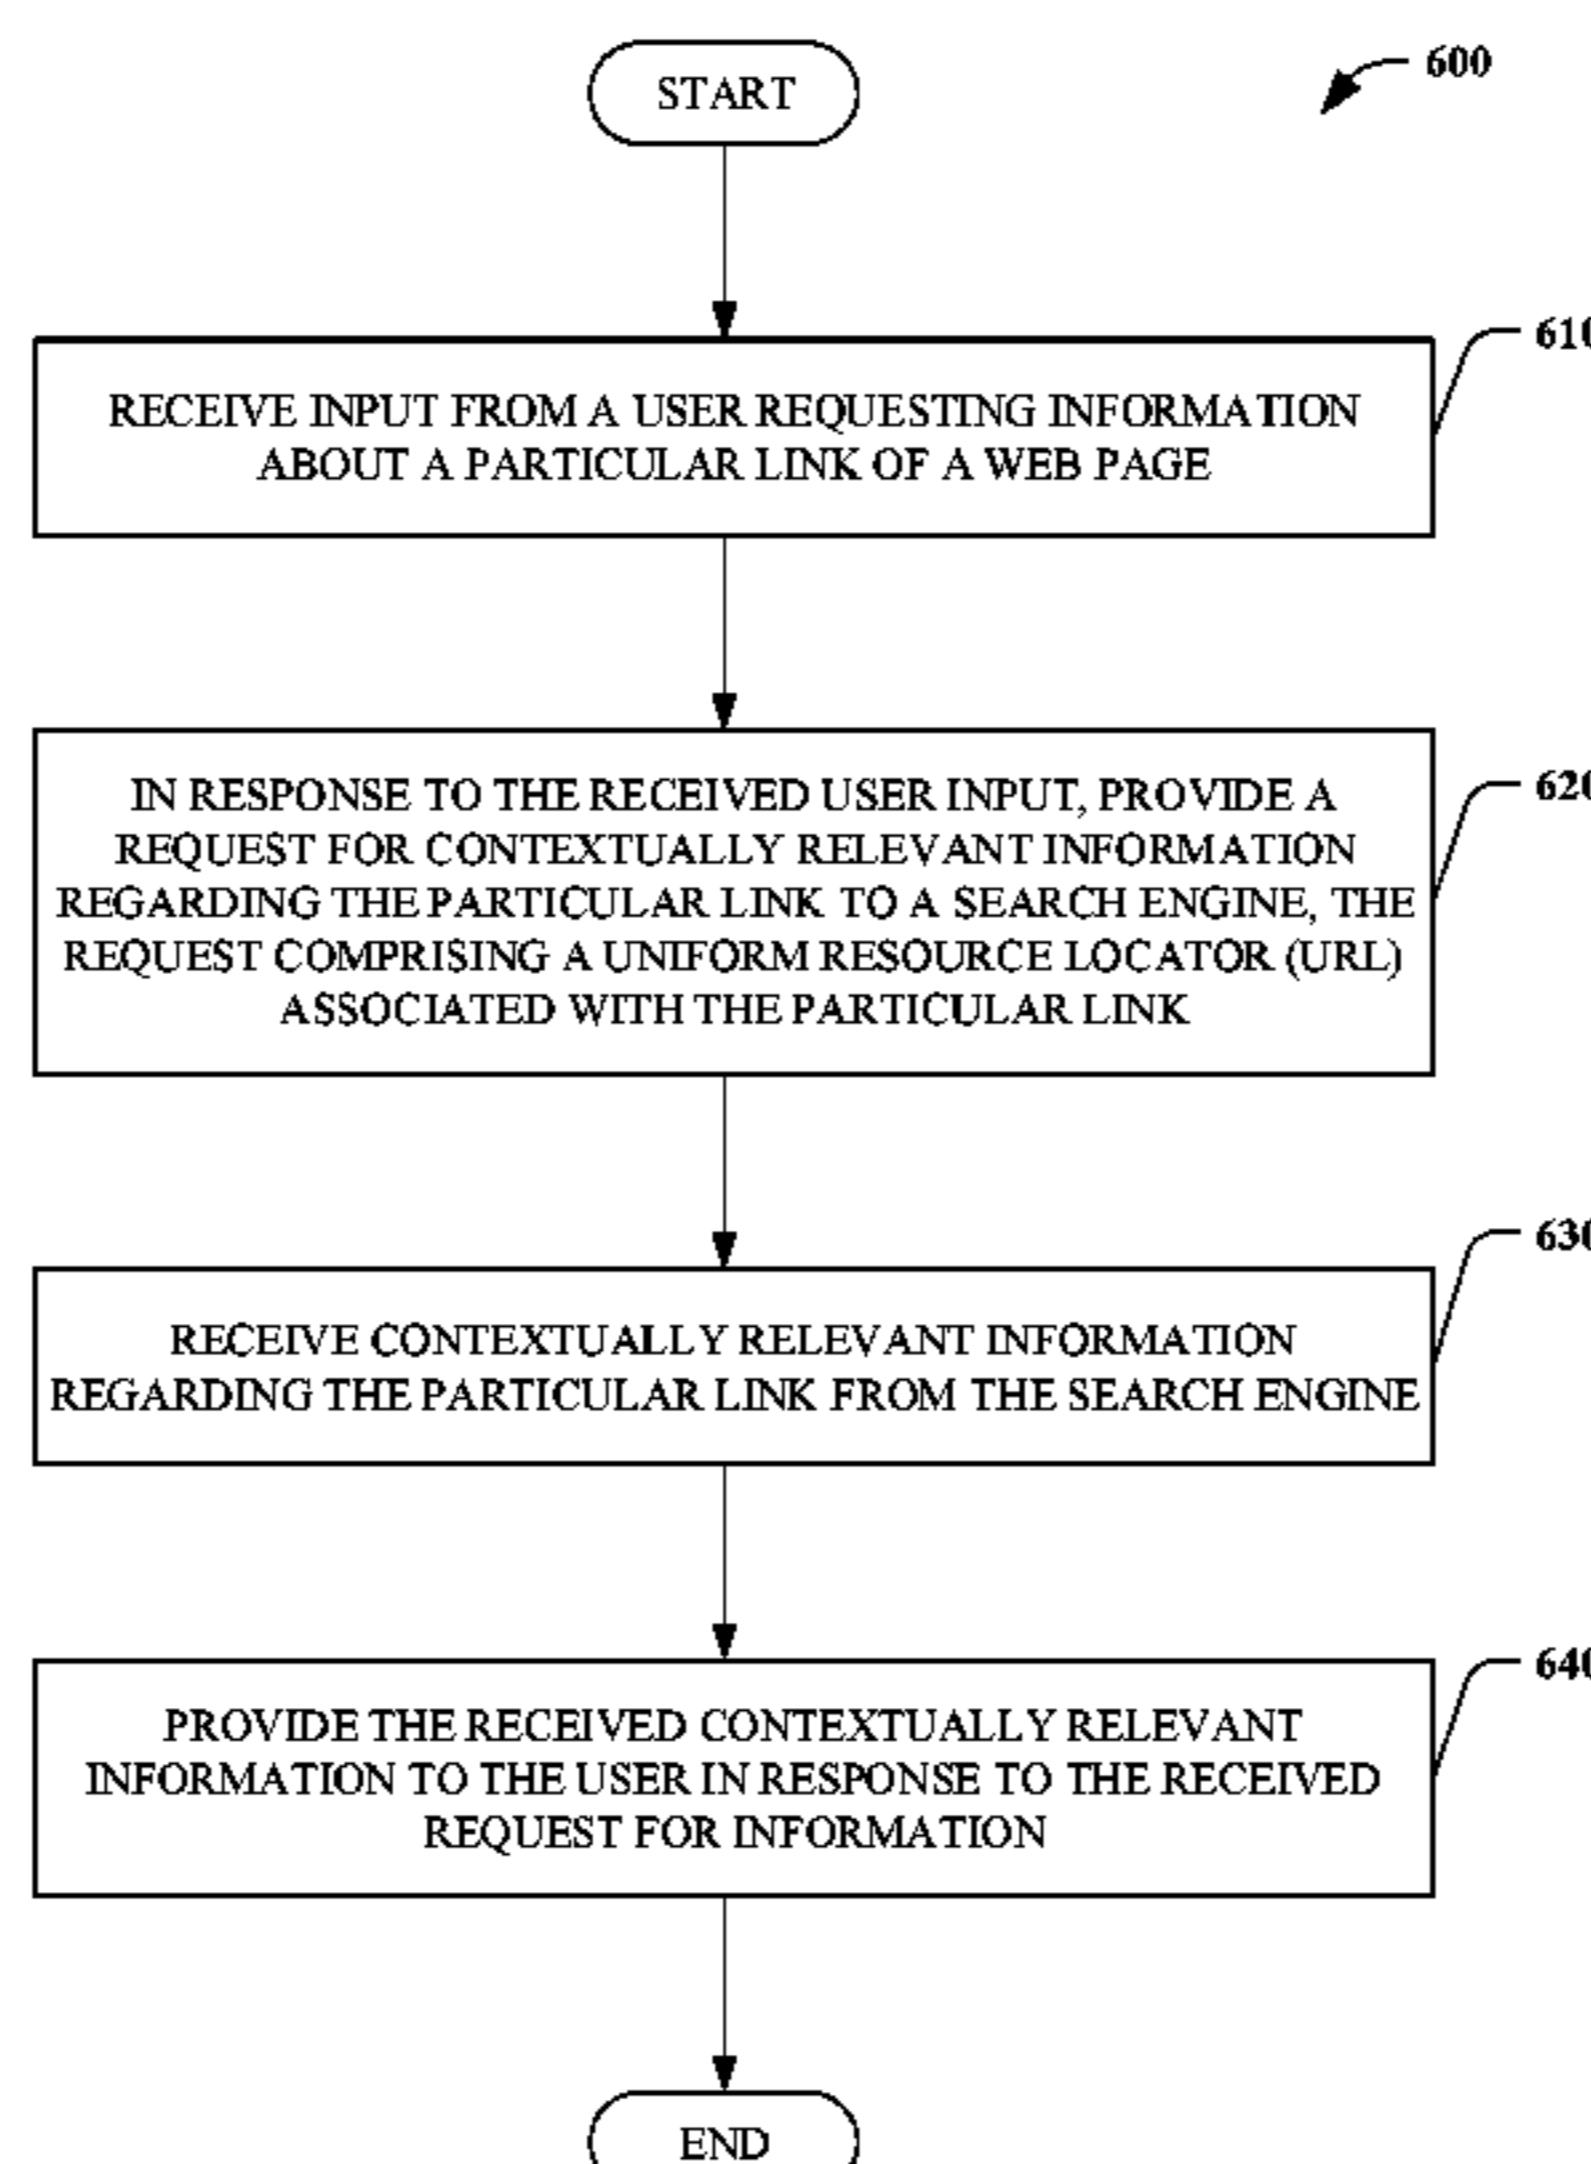 START
600
610
RECEIVE INPUT FROM A USER REQUESTING INFORMATION
ABOUT A PARTICULAR LINK OF A WEB PAGE
620
IN RESPONSE TO THE RECEIVED USER INPUT, PROVIDE A
REQUEST FOR CONTEXTUALLY RELEVANT INFORMATION
REGARDING THE PARTICULAR LINK TO A SEARCH ENGINE, THE
REQUEST COMPRISING A UNIFORM RESOURCE LOCATOR (URL)
ASSOCIATED WITH THE PARTICULAR LINK
630
RECEIVE CONTEXTUALLY RELEVANT INFORMATION
REGARDING THE PARTICULAR LINK FROM THE SEARCH ENGINE
640
PROVIDE THE RECEIVED CONTEXTUALLY RELEVANT
INFORMATION TO THE USER IN RESPONSE TO THE RECEIVED
REQUEST FOR INFORMATION
END